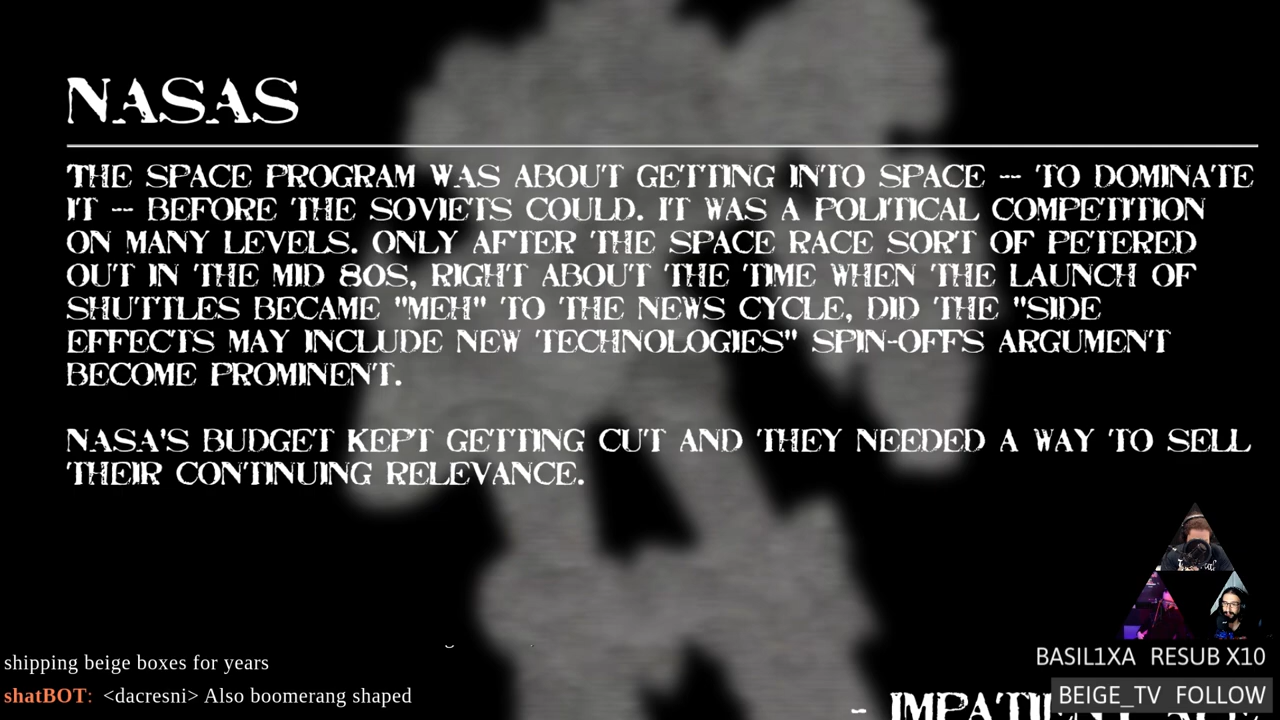 NASAS
THE SPACE PROGRAM WAS ABOUT GETTING INTO SPACE -- TO DOMINATE
IT -- BEFORE THE SOVIETS COULD. IT WAS A POLITICAL COMPETITION
ON MANY LEVELS. ONLY AFTER THE SPACE RACE SORT OF PETERED
OUT IN THE MID 80S, RIGHT ABOUT THE TIME WHEN THE LAUNCH OF
SHUTTLES BECAME "MEH" TO THE NEWS CYCLE, DID THE "SIDE
EFFECTS MAY INCLUDE NEW TECHNOLOGIES" SPIN-OFFS ARGUMENT
BECOME PROMINENT.
NASA'S BUDGET KEPT GETTING CUT AND THEY NEEDED A WAY TO SELL
THEIR CONTINUING RELEVANCE.
shipping beige boxes for years
shatBOT: <dacresni> Also boomerang shaped
BASIL1XA RESUB X10
BEIGE_TV FOLLOW